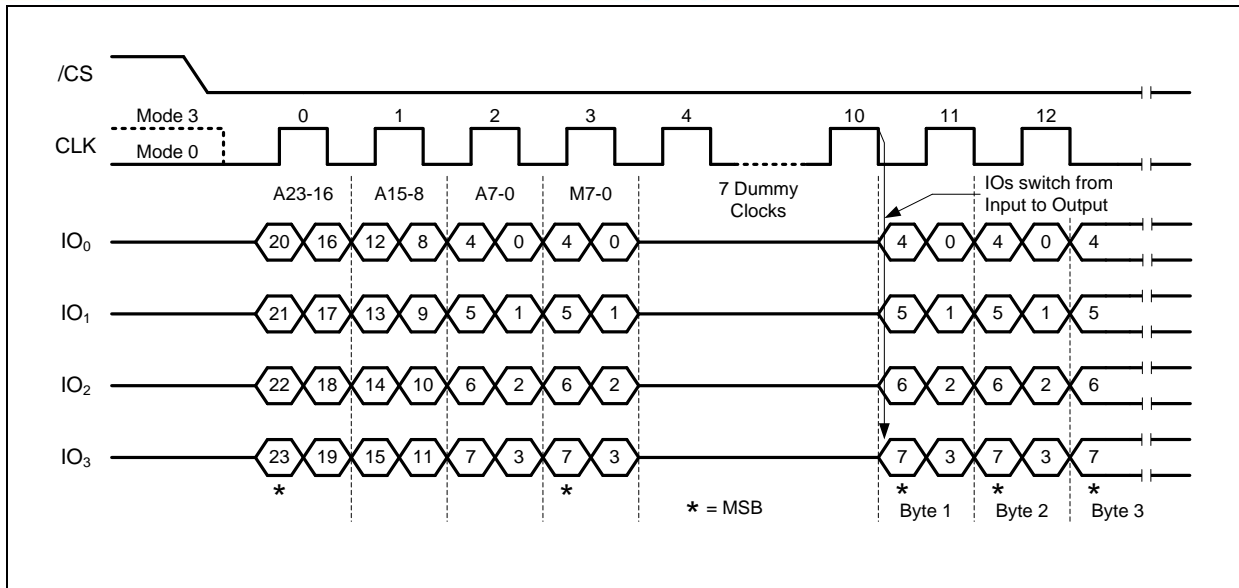 /CS
Mode 3 0 1 2 3 4 10 11 12
CLK
Mode 0
A23-16 A15-8 A7-0 M7-0 7 Dummy
Clocks
IOs switch from
Input to Output
IO0 20 16 12 8 4 0 4 0 4 0 4 0 4
IO1 21 17 13 9 5 1 5 1 5 1 5 1 5
IO2 22 18 14 10 6 2 6 2 6 2 6 2 6
IO3 23 19 15 11 7 3 7 3 7 3 7 3 7
* * * * *
* = MSB
Byte 1 Byte 2 Byte 3